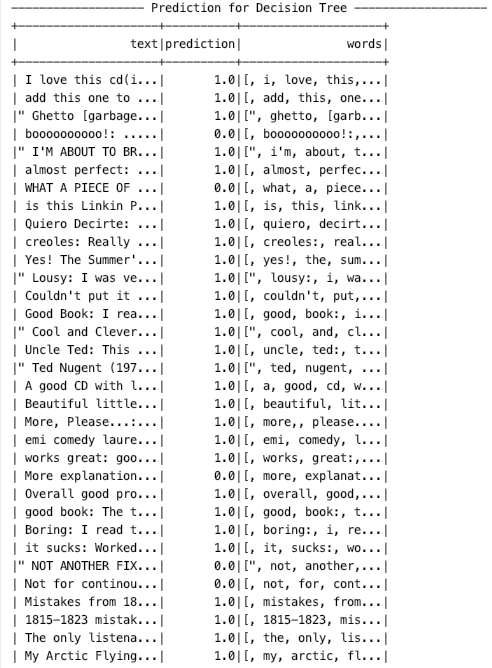 ——————————————————— Prediction for Decision Tree ———————————————————
+————————————————————+——————————+————————————————————+
|                text|prediction|               words|
+————————————————————+——————————+————————————————————+
| I love this cd(i...|       1.0|[, i, love, this,...|
| add this one to ...|       1.0|[, add, this, one...|
|" Ghetto [garbage...|       1.0|[", ghetto, [garb...|
| boooooooooo!: .....|       0.0|[, boooooooooo!:,...|
|" I'M ABOUT TO BR...|       1.0|[", i'm, about, t...|
| almost perfect: ...|       1.0|[, almost, perfec...|
| WHAT A PIECE OF ...|       0.0|[, what, a, piece...|
| is this Linkin P...|       1.0|[, is, this, link...|
| Quiero Decirte: ...|       1.0|[, quiero, decirt...|
| creoles: Really ...|       1.0|[, creoles:, real...|
| Yes! The Summer'...|       1.0|[, yes!, the, sum...|
|" Lousy: I was ve...|       1.0|[", lousy:, i, wa...|
| Couldn't put it ...|       1.0|[, couldn't, put,...|
| Good Book: I rea...|       1.0|[, good, book:, i...|
|" Cool and Clever...|       1.0|[", cool, and, cl...|
| Uncle Ted: This ...|       1.0|[, uncle, ted:, t...|
|" Ted Nugent (197...|       1.0|[", ted, nugent, ...|
| A good CD with l...|       1.0|[, a, good, cd, w...|
| Beautiful little...|       1.0|[, beautiful, lit...|
| More, Please...:...|       1.0|[, more,, please....|
| emi comedy laure...|       1.0|[, emi, comedy, l...|
| works great: goo...|       1.0|[, works, great:,...|
| More explanation...|       0.0|[, more, explanat...|
| Overall good pro...|       1.0|[, overall, good,...|
| good book: The t...|       1.0|[, good, book:, t...|
| Boring: I read t...|       1.0|[, boring:, i, re...|
| it sucks: Worked...|       1.0|[, it, sucks:, wo...|
|" NOT ANOTHER FIX...|       0.0|[", not, another,...|
| Not for continou...|       0.0|[, not, for, cont...|
| Mistakes from 18...|       1.0|[, mistakes, from...|
| 1815–1823 mistak...|       1.0|[, 1815–1823, mis...|
| The only listena...|       1.0|[, the, only, lis...|
| My Arctic Flying...|       1.0|[, my, arctic, fl...|